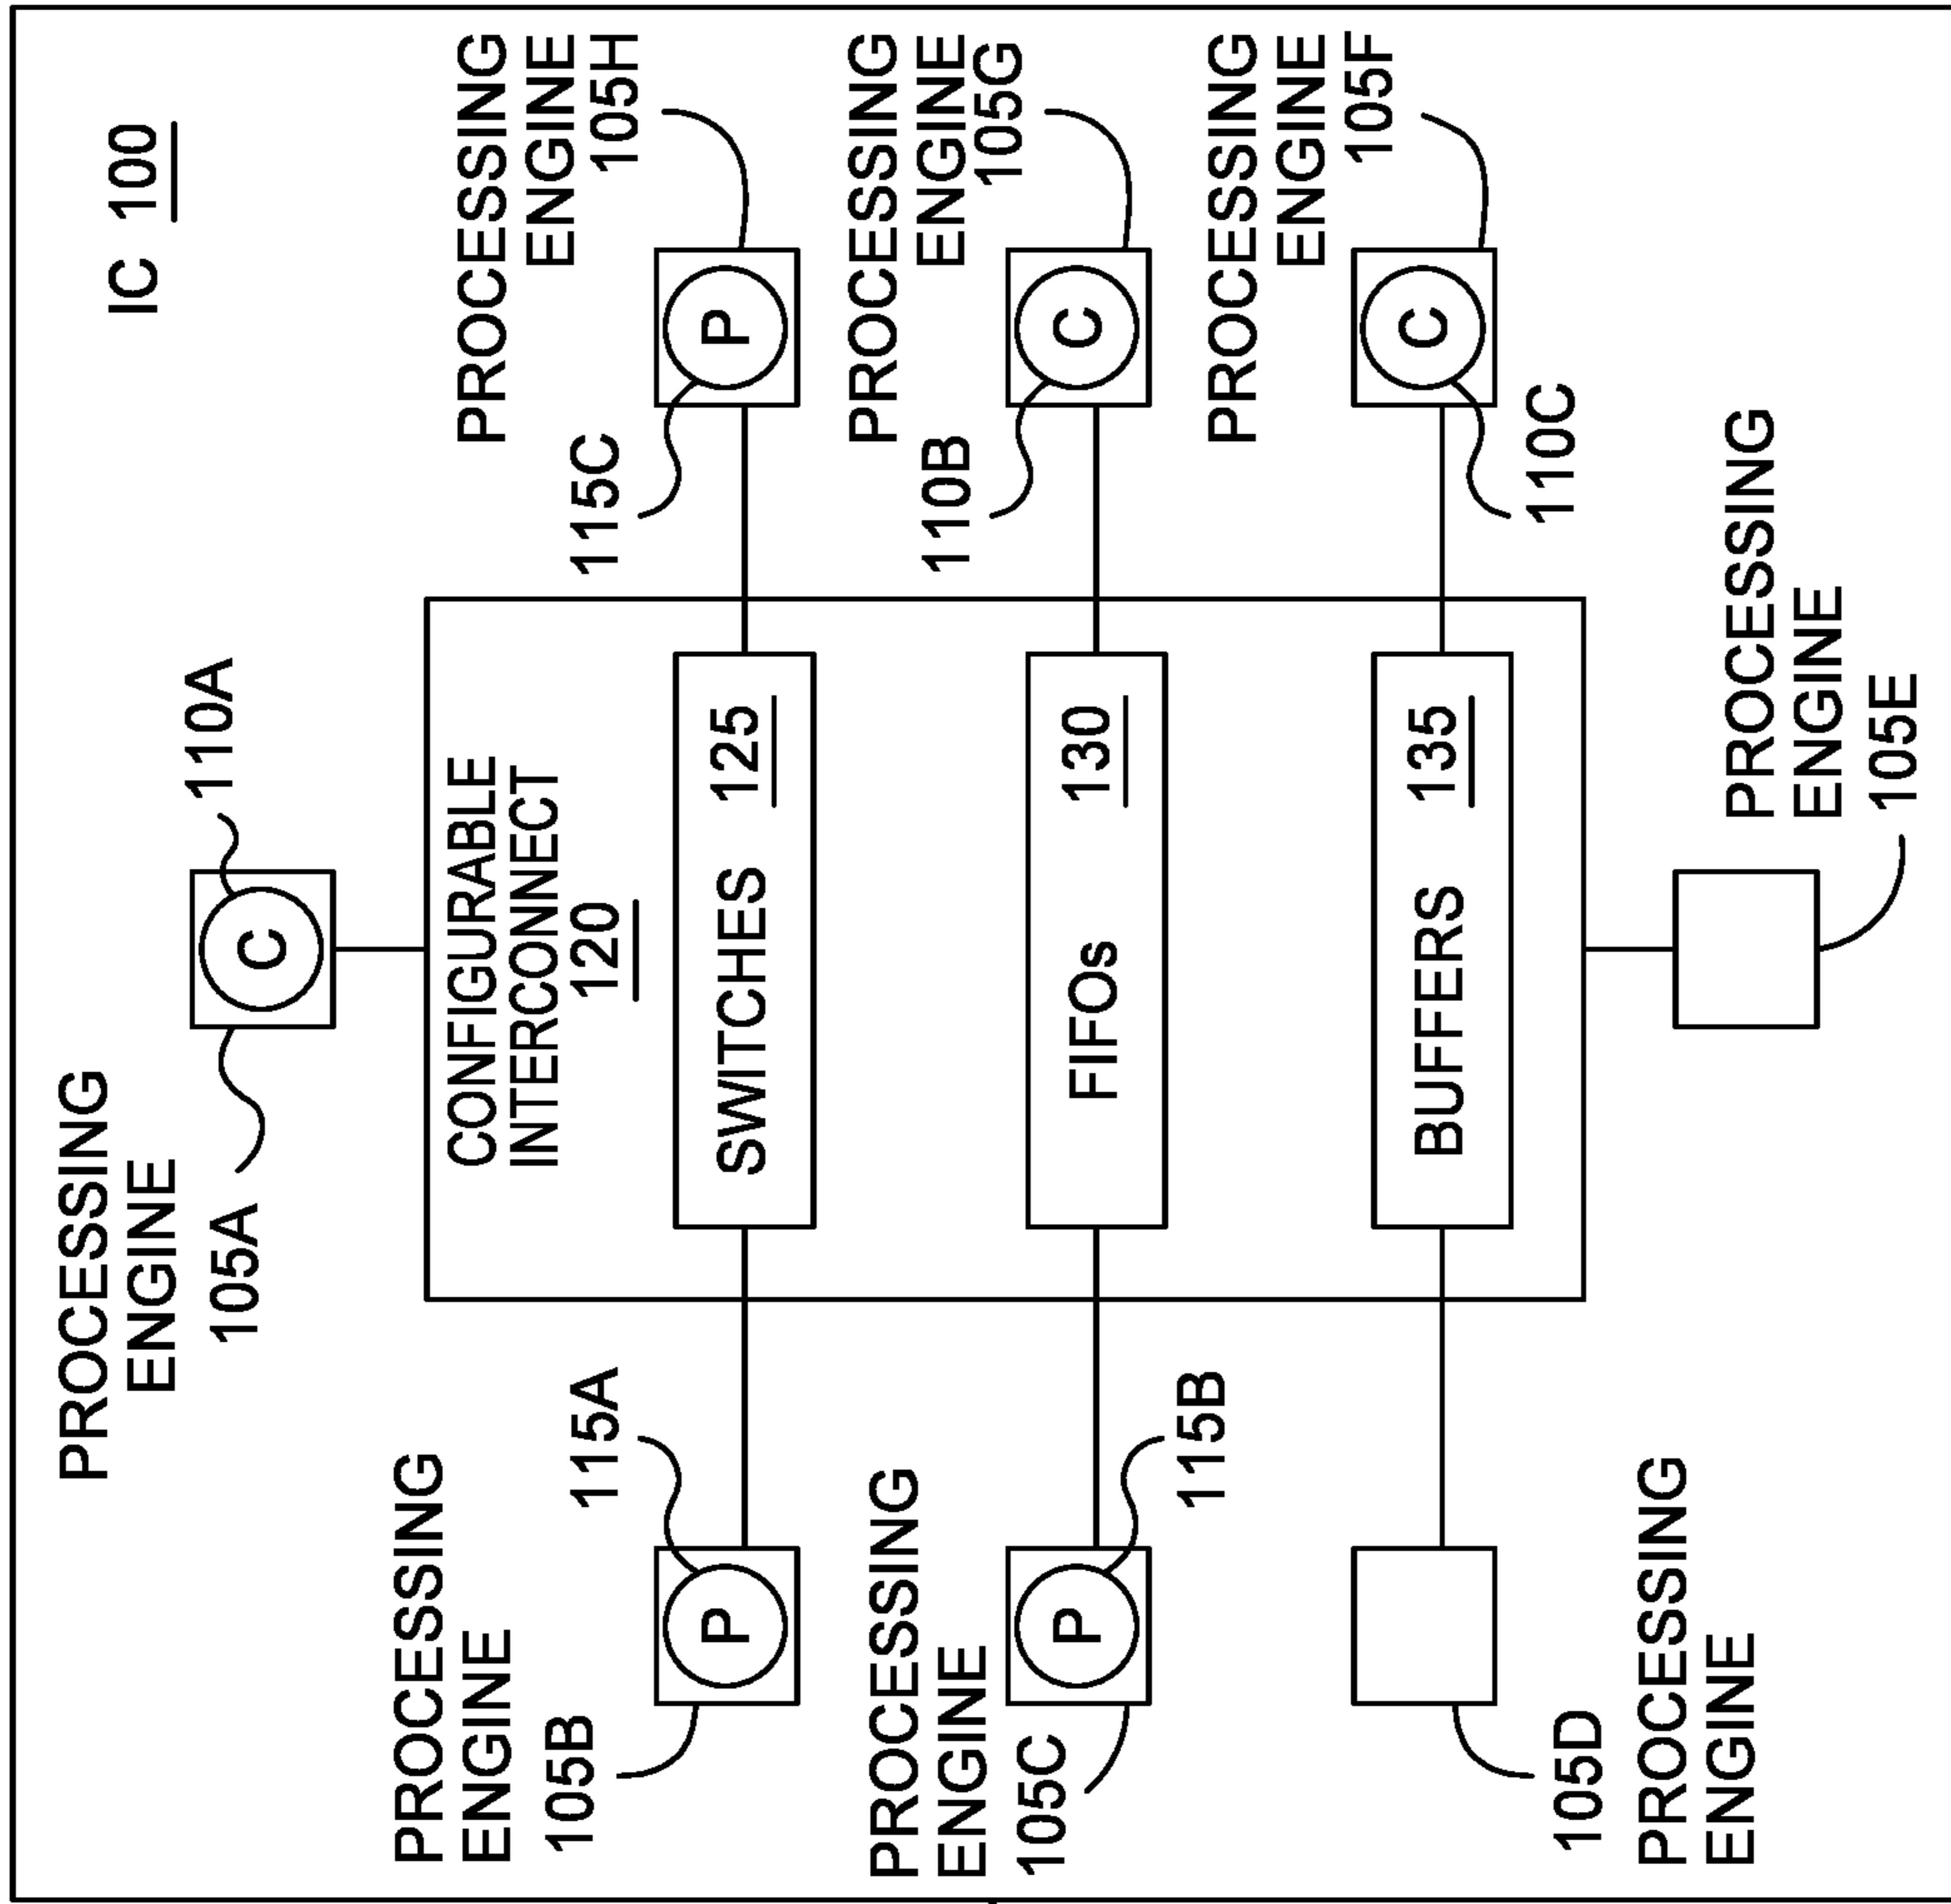 IC 100
PROCESSING
ENGINE
105A
110A
C
PROCESSING
ENGINE
105B
115A
P
CONFIGURABLE
INTERCONNECT
120
SWITCHES 125
115C
P
PROCESSING
ENGINE
105H
PROCESSING
ENGINE
105C
115B
P
FIFOs 130
110B
C
PROCESSING
ENGINE
105G
105D
PROCESSING
ENGINE
BUFFERS 135
110C
C
PROCESSING
ENGINE
105F
PROCESSING
ENGINE
105E